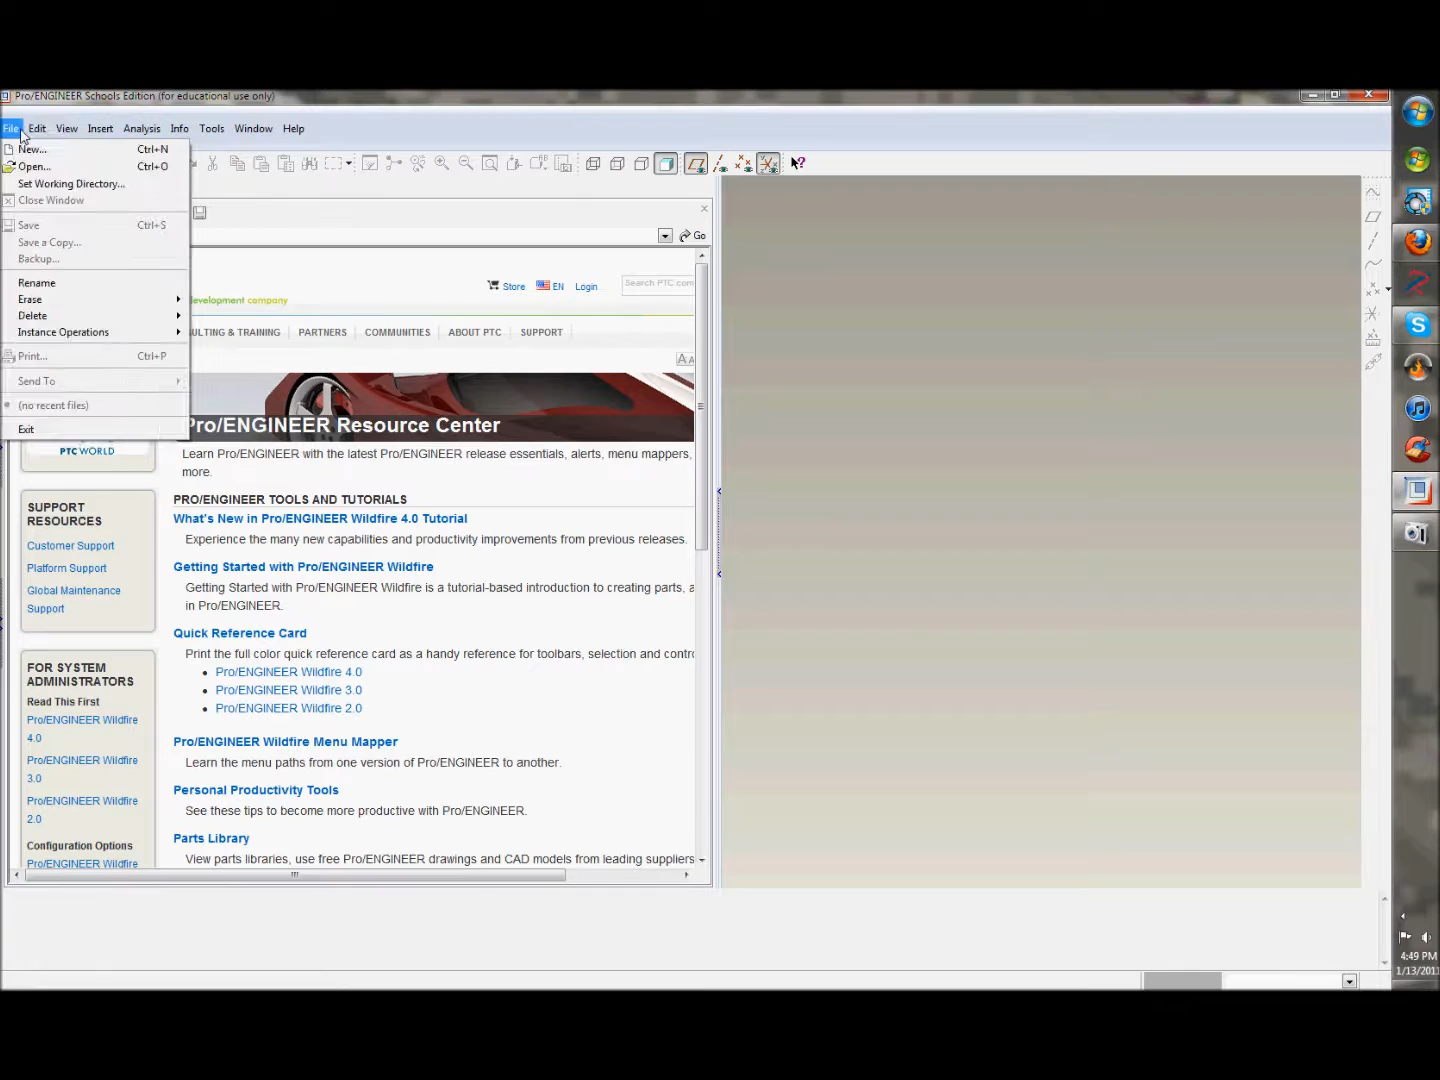 Pro/ENGINEER Schools Edition (for educational use only)
File Edit View Insert Analysis Info Tools Window Help
New... Ctrl+N
Open... Ctrl+O
Set Working Directory...
Close Window
Save Ctrl+S
Save a Copy...
Backup...
Rename
Erase
Delete
Instance Operations
Print... Ctrl+P
Send To
(no recent files)
Exit
Go
Store EN Login Search PTC.com
development company
ULTING & TRAINING PARTNERS COMMUNITIES ABOUT PTC SUPPORT
AA
Pro/ENGINEER Resource Center
PTC WORLD
Learn Pro/ENGINEER with the latest Pro/ENGINEER release essentials, alerts, menu mappers,
more.
SUPPORT
RESOURCES
Customer Support
Platform Support
Global Maintenance
Support
PRO/ENGINEER TOOLS AND TUTORIALS
What's New in Pro/ENGINEER Wildfire 4.0 Tutorial
Experience the many new capabilities and productivity improvements from previous releases.
Getting Started with Pro/ENGINEER Wildfire
Getting Started with Pro/ENGINEER Wildfire is a tutorial-based introduction to creating parts, a
in Pro/ENGINEER.
Quick Reference Card
Print the full color quick reference card as a handy reference for toolbars, selection and contro
Pro/ENGINEER Wildfire 4.0
Pro/ENGINEER Wildfire 3.0
Pro/ENGINEER Wildfire 2.0
Pro/ENGINEER Wildfire Menu Mapper
Learn the menu paths from one version of Pro/ENGINEER to another.
Personal Productivity Tools
See these tips to become more productive with Pro/ENGINEER.
Parts Library
View parts libraries, use free Pro/ENGINEER drawings and CAD models from leading suppliers
FOR SYSTEM
ADMINISTRATORS
Read This First
Pro/ENGINEER Wildfire
4.0
Pro/ENGINEER Wildfire
3.0
Pro/ENGINEER Wildfire
2.0
Configuration Options
Pro/ENGINEER Wildfire
4:49 PM
1/13/201